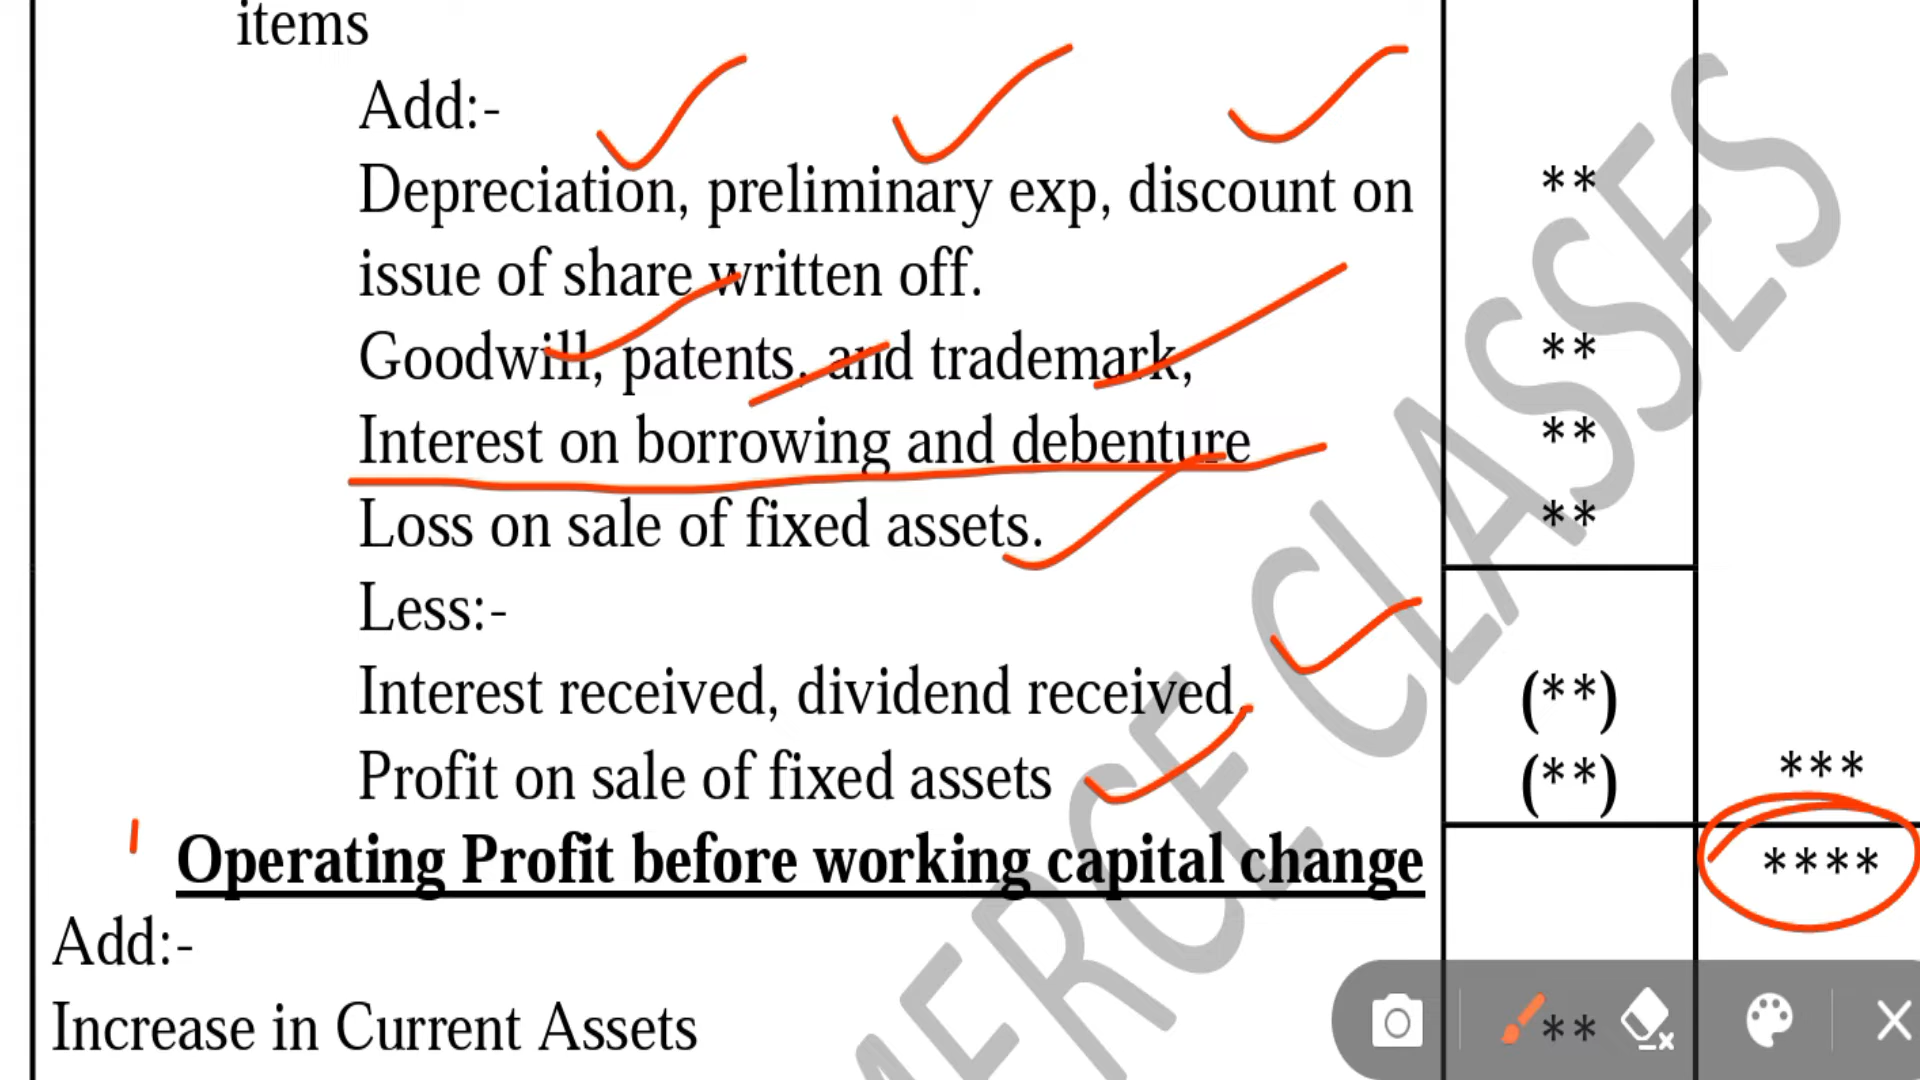 items
Add:-
Depreciation, preliminary exp, discount on **
issue of share written off.
Goodwill, patents, and trademark, **
Interest on borrowing and debenture **
Loss on sale of fixed assets. **
Less:-
Interest received, dividend received, (**)
Profit on sale of fixed assets (**) ***
Operating Profit before working capital change ****
Add:-
Increase in Current Assets **
MERCE CLASSES